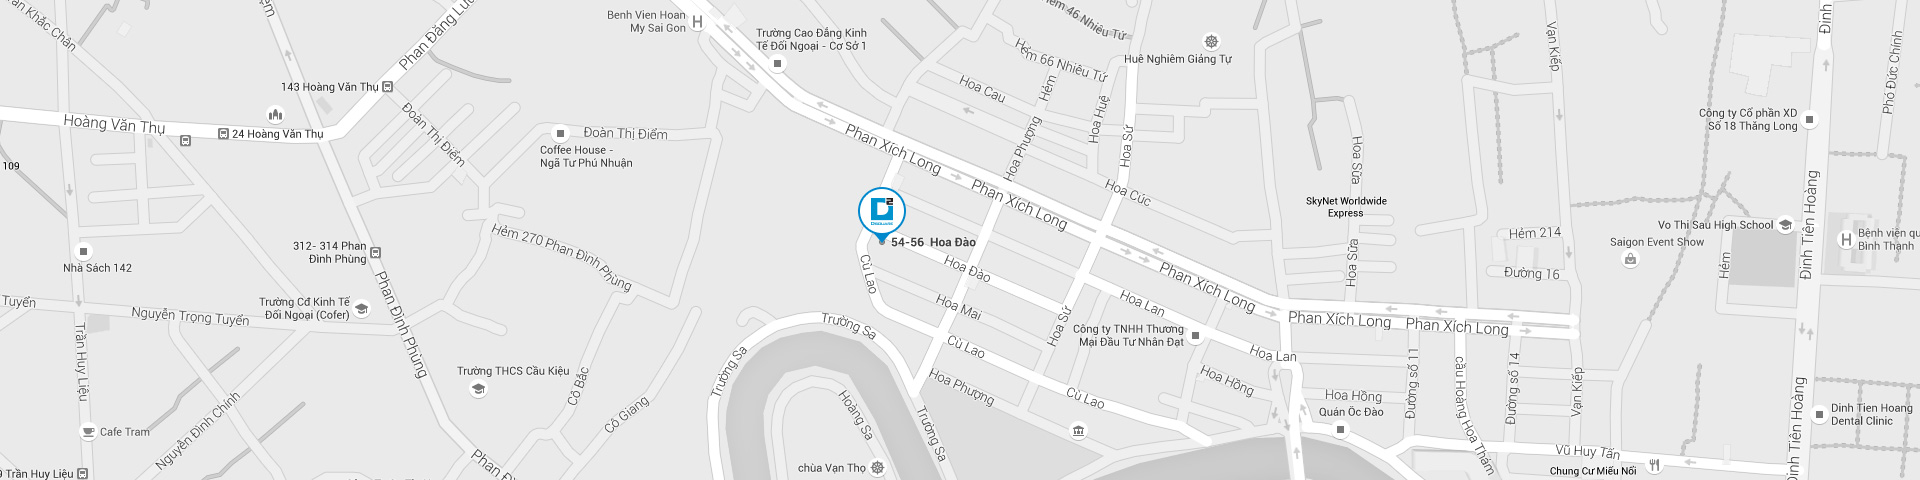 Khắc Chân
Phan Đăng Lưu
Benh Vien Hoan
My Sai Gon
Trường Cao Đẳng Kinh
Tế Đối Ngoại - Cơ Sở 1
Hẻm 46 Nhiêu Tứ
Hẻm 66 Nhiêu Tứ
Huê Nghiêm Giảng Tự
Vạn Kiếp
Đinh
Phó Đức Chính
143 Hoàng Văn Thụ
Hoa Cau
Hẻm
Hoa Huệ
Hoàng Văn Thụ
24 Hoàng Văn Thụ
Đoàn Thị Điểm
Đoàn Thị Điểm
Coffee House -
Ngã Tư Phú Nhuận
Phan Xích Long
Hoa Phượng
Hoa Sứ
Hoa Sữa
Công ty Cổ phần XD
Số 18 Thăng Long
109
Phan Xích Long
Hoa Cúc
SkyNet Worldwide
Express
D2
54-56 Hoa Đào
Hẻm 270 Phan Đình Phùng
312- 314 Phan
Đình Phùng
Nhà Sách 142
Cù Lao
Hoa Đào
Phan Xích Long
Hoa Sữa
Hẻm 214
Đường 16
Saigon Event Show
Vo Thi Sau High School
Hẻm
Đinh Tiên Hoàng
Bệnh viện qu
Bình Thạnh
Tuyển
Nguyễn Trọng Tuyển
Trường Cđ Kinh Tế
Đối Ngoại (Cofer)
Phan Đình Phùng
Trường Sa
Hoa Mai
Hoa Sứ
Hoa Lan
Công ty TNHH Thương
Mại Đầu Tư Nhân Đạt
Phan Xích Long
Phan Xích Long
Trần Huy Liệu
Trường THCS Cầu Kiệu
Trường Sa
Cù Lao
Hoa Lan
Hoa Hồng
Hoa Phượng
Cù Lao
Hoa Hồng
Quán Ốc Đào
Đường số 11
cầu Hoàng Hoa Thám
Đường số 14
Vạn Kiếp
Đinh Tiên Hoàng
Dinh Tien Hoang
Dental Clinic
Cafe Tram
Nguyễn Đình Chính
Cô Bắc
Cô Giang
Hoàng Sa
Trường Sa
chùa Vạn Thọ
Vũ Huy Tấn
Chung Cư Miếu Nổi
9 Trần Huy Liệu